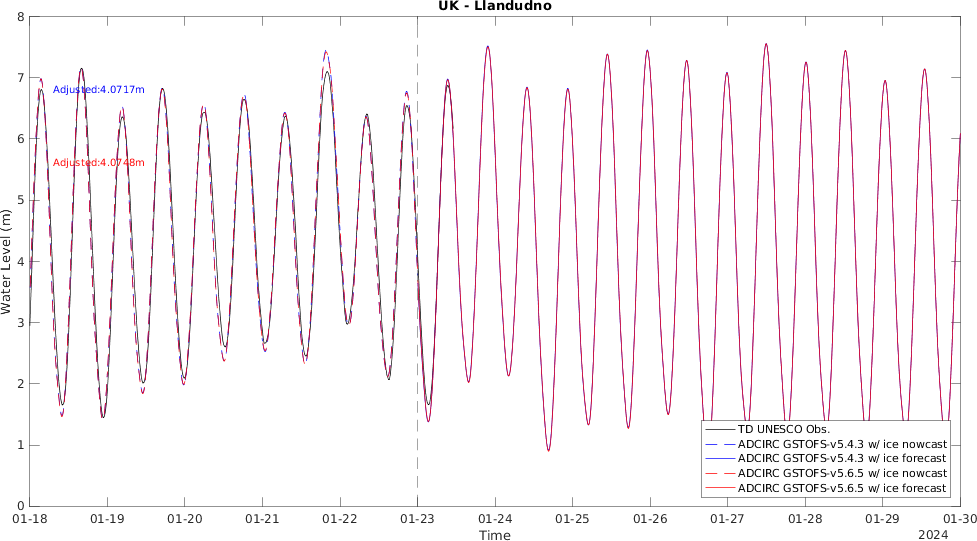 UK - Llandudno
8
7
6
5
4
3
2
1
0
Water Level (m)
Adjusted:4.0717m
Adjusted:4.0748m
TD UNESCO Obs.
ADCIRC GSTOFS-v5.4.3 w/ ice nowcast
ADCIRC GSTOFS-v5.4.3 w/ ice forecast
ADCIRC GSTOFS-v5.6.5 w/ ice nowcast
ADCIRC GSTOFS-v5.6.5 w/ ice forecast
01-18 01-19 01-20 01-21 01-22 01-23 01-24 01-25 01-26 01-27 01-28 01-29 01-30
Time
2024